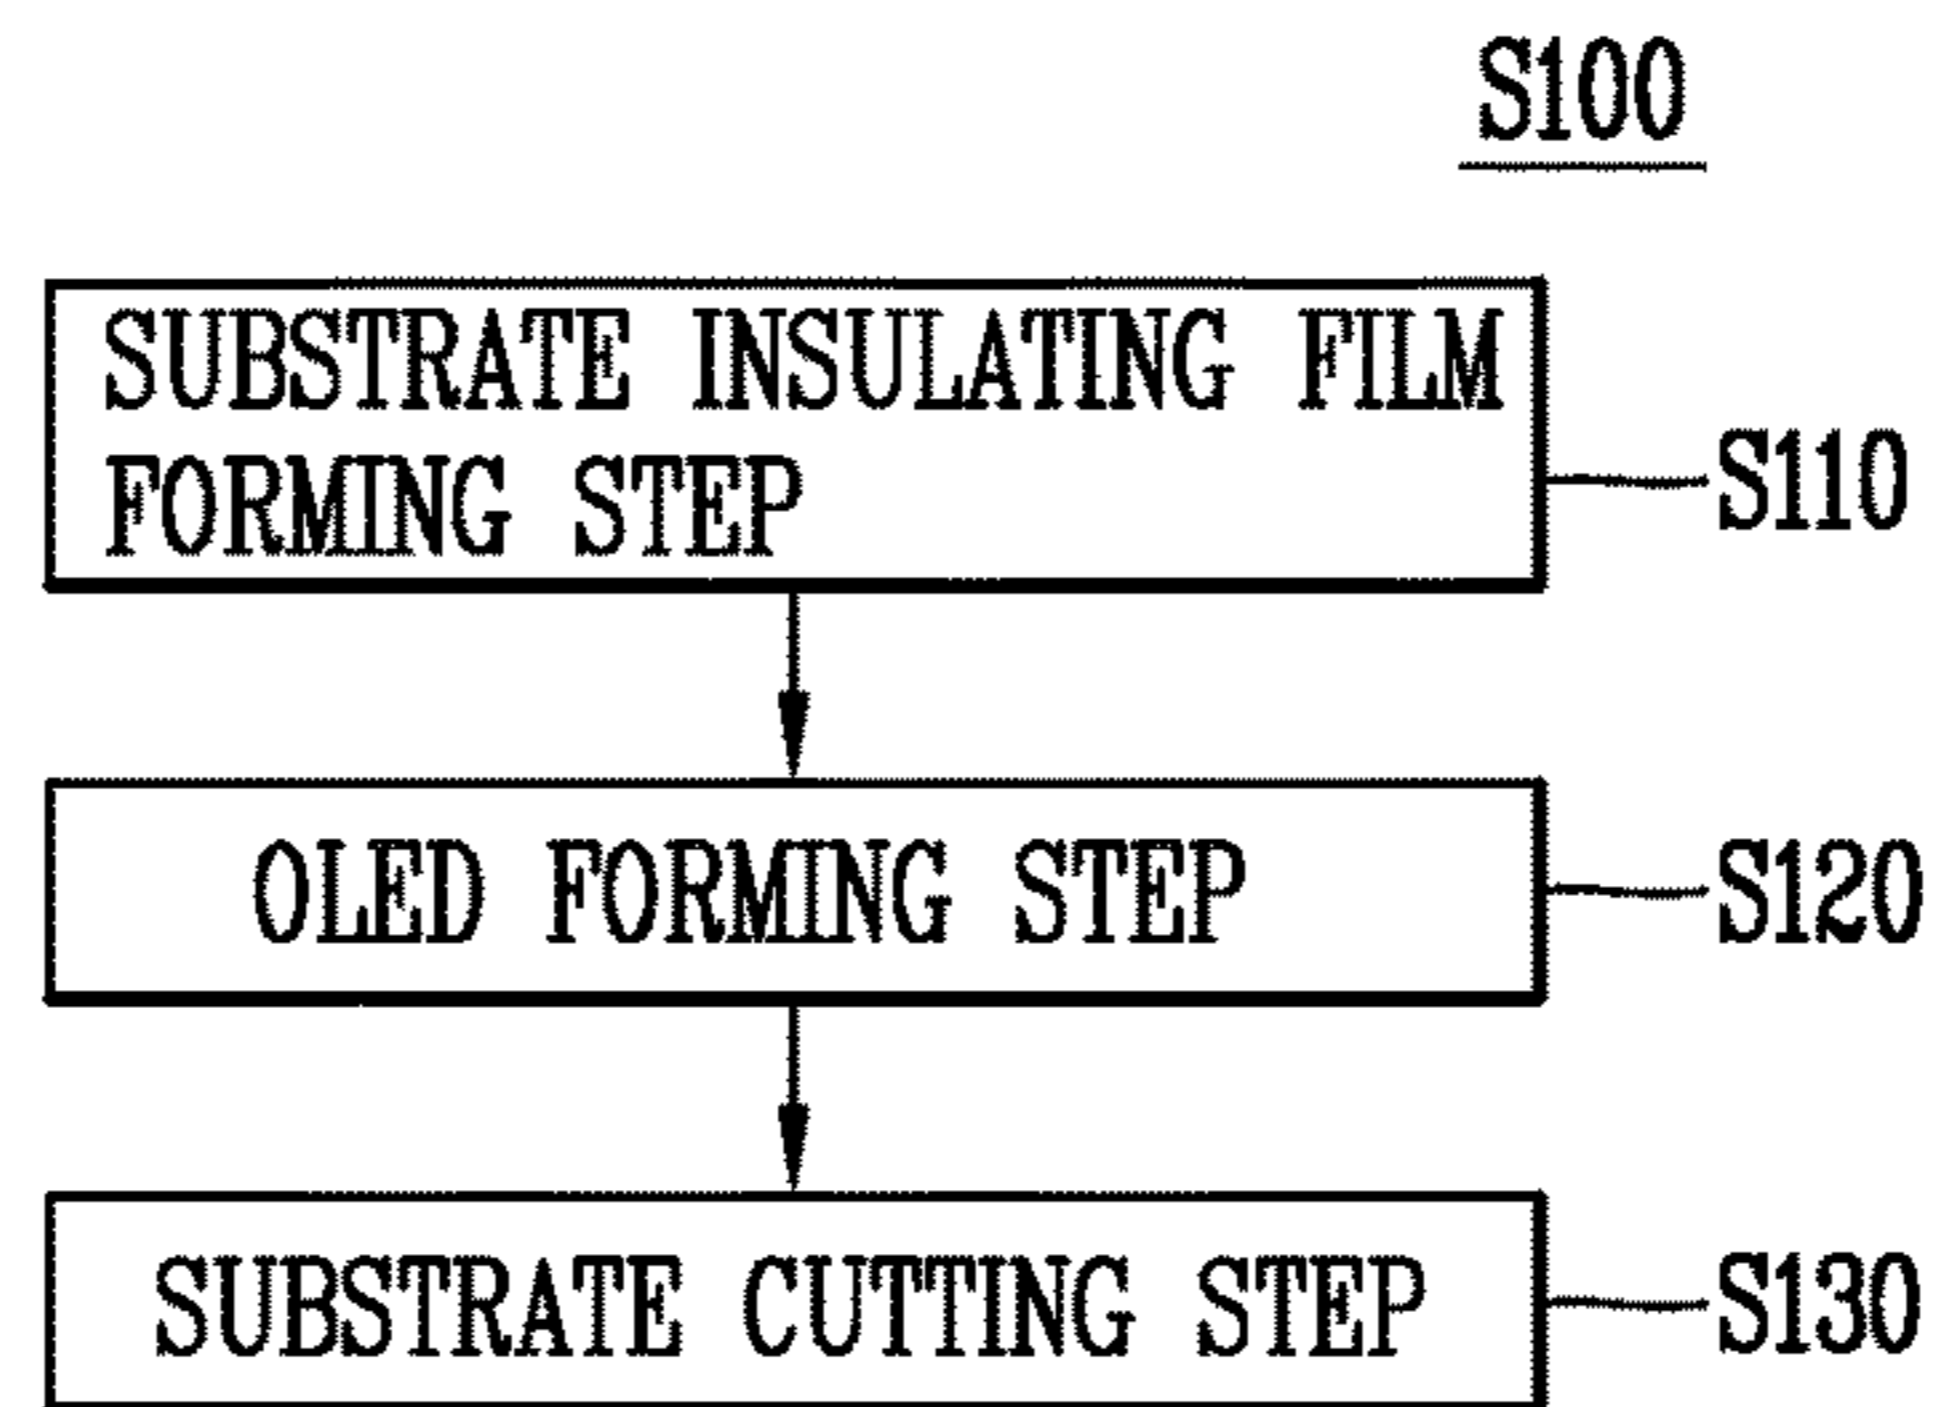 S100
SUBSTRATE INSULATING FILM
FORMING STEP
S110
OLED FORMING STEP
S120
SUBSTRATE CUTTING STEP
S130